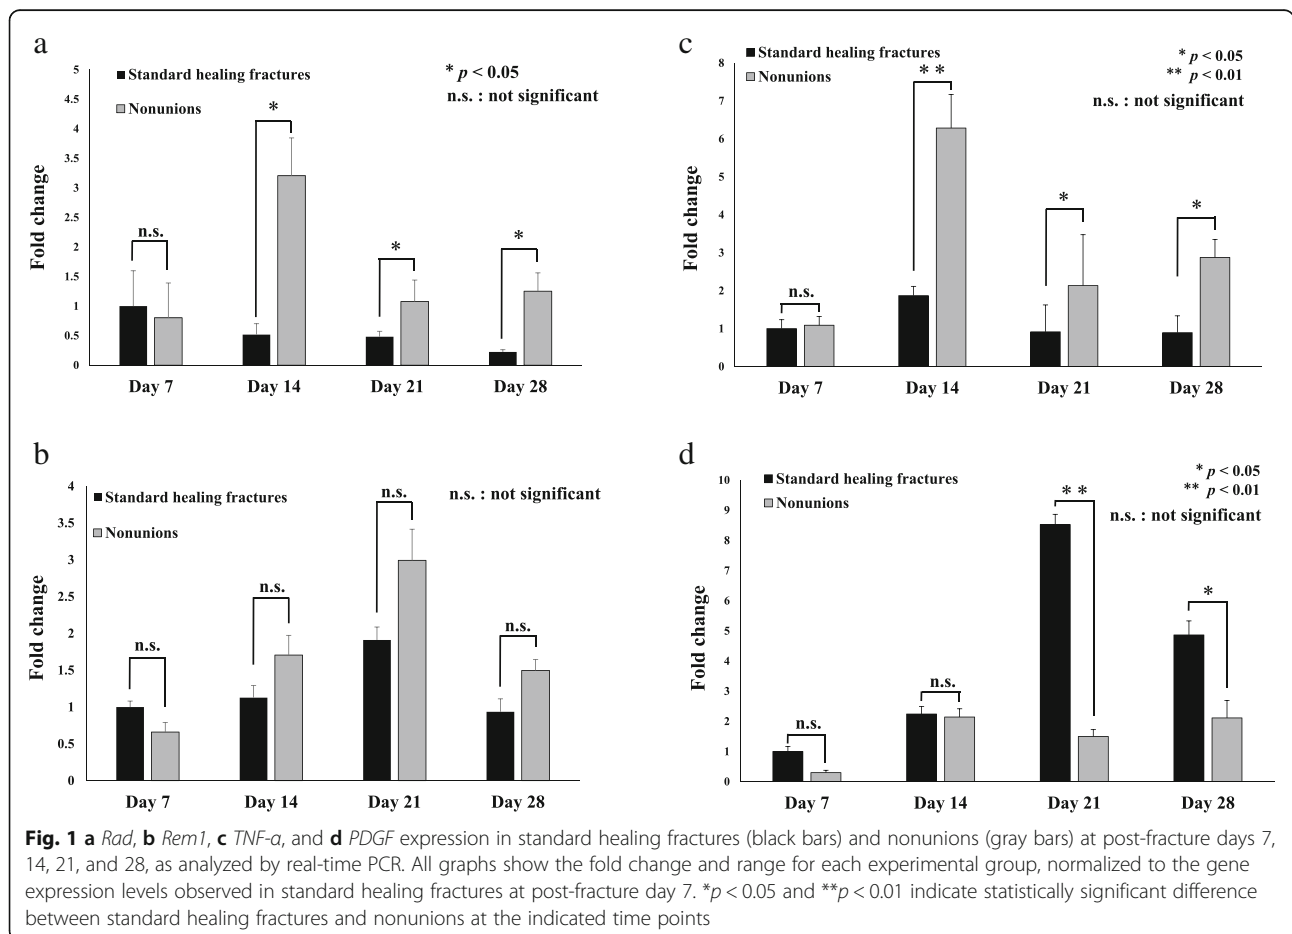 a
Standard healing fractures
Nonunions
* p < 0.05
n.s. : not significant
Fold change
5
4.5
4
3.5
3
2.5
2
1.5
1
0.5
0
n.s.
*
*
*
Day 7 Day 14 Day 21 Day 28
c
Standard healing fractures
Nonunions
* p < 0.05
** p < 0.01
n.s. : not significant
Fold change
8
7
6
5
4
3
2
1
0
n.s.
**
*
*
Day 7 Day 14 Day 21 Day 28
b
Standard healing fractures
Nonunions
n.s. : not significant
Fold change
4
3.5
3
2.5
2
1.5
1
0.5
0
n.s.
n.s.
n.s.
n.s.
Day 7 Day 14 Day 21 Day 28
d
Standard healing fractures
Nonunions
* p < 0.05
** p < 0.01
n.s. : not significant
Fold change
10
9
8
7
6
5
4
3
2
1
0
n.s.
n.s.
**
*
Day 7 Day 14 Day 21 Day 28
Fig. 1 a Rad, b Rem1, c TNF-α, and d PDGF expression in standard healing fractures (black bars) and nonunions (gray bars) at post-fracture days 7,
14, 21, and 28, as analyzed by real-time PCR. All graphs show the fold change and range for each experimental group, normalized to the gene
expression levels observed in standard healing fractures at post-fracture day 7. *p < 0.05 and **p < 0.01 indicate statistically significant difference
between standard healing fractures and nonunions at the indicated time points